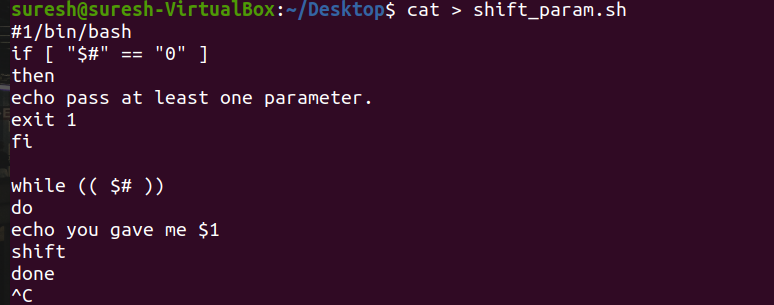 suresh@suresh-VirtualBox:~/Desktop$ cat > shift_param.sh
#1/bin/bash
if [ "$#" == "0" ]
then
echo pass at least one parameter.
exit 1
fi
while (( $# ))
do
echo you gave me $1
shift
done
^C